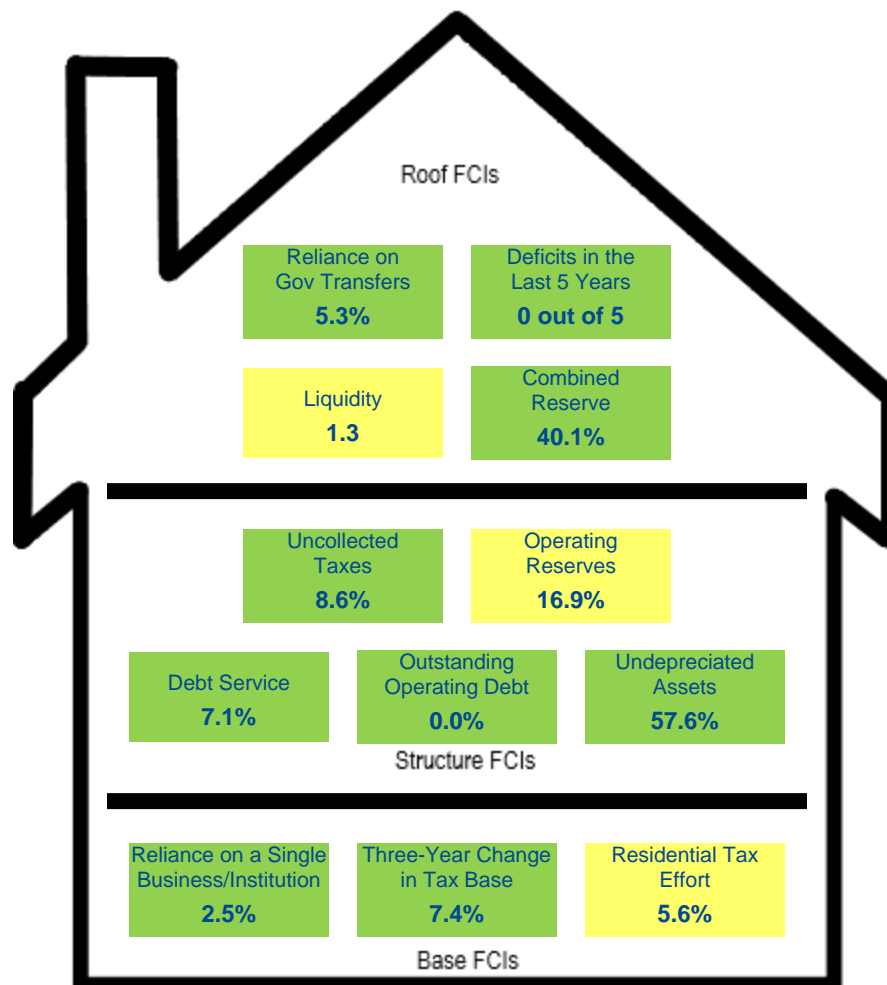 Roof FCIs
Reliance on
Gov Transfers
5.3%
Deficits in the
Last 5 Years
0 out of 5
Liquidity
1.3
Combined
Reserve
40.1%
Uncollected
Taxes
8.6%
Operating
Reserves
16.9%
Debt Service
7.1%
Outstanding
Operating Debt
0.0%
Undepreciated
Assets
57.6%
Structure FCIs
Reliance on a Single
Business/Institution
2.5%
Three-Year Change
in Tax Base
7.4%
Residential Tax
Effort
5.6%
Base FCIs